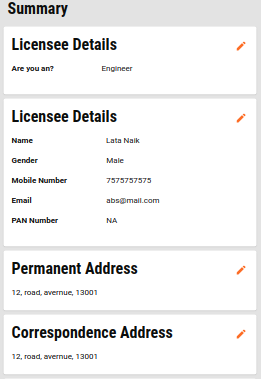 Summary
Licensee Details
Are you an? Engineer
Licensee Details
Name Lata Naik
Gender Male
Mobile Number 7575757575
Email abs@mail.com
PAN Number NA
Permanent Address
12, road, avernue, 13001
Correspondence Address
12, road, avernue, 13001